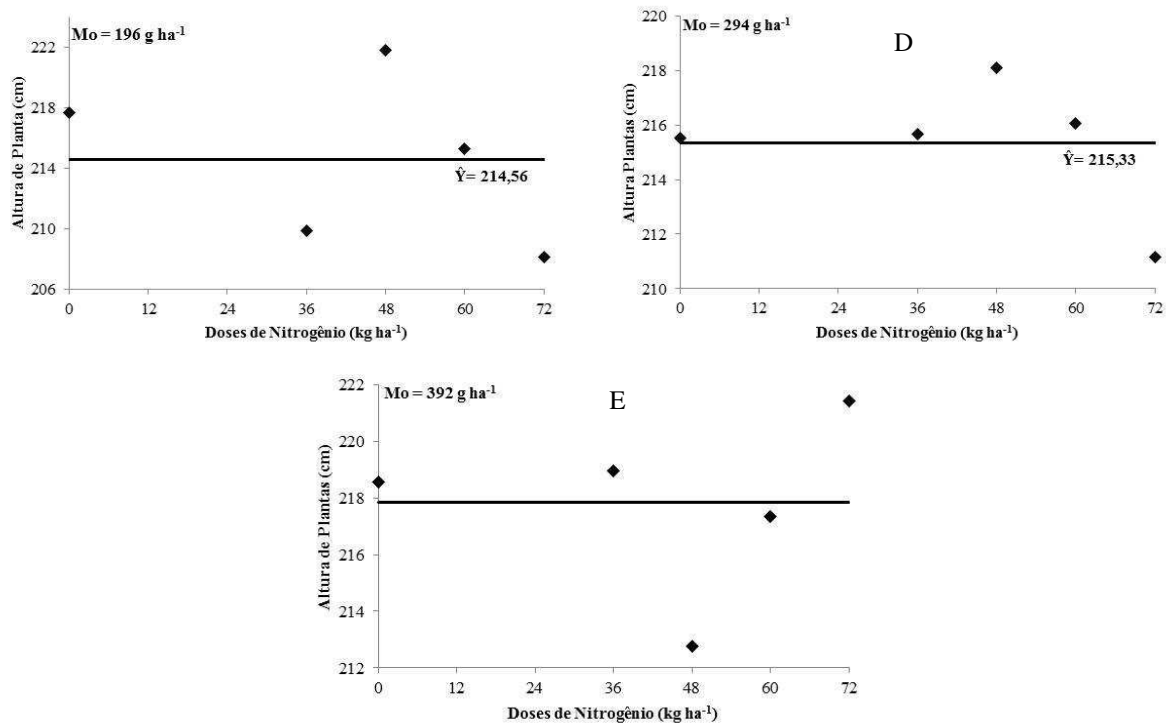 Mo = 196 g ha-1
Altura de Planta (cm)
222
218
214
210
206
Ŷ= 214,56
0 12 24 36 48 60 72
Doses de Nitrogênio (kg ha-1)
Mo = 294 g ha-1
D
Altura Plantas (cm)
220
218
216
214
212
210
Ŷ= 215,33
0 12 24 36 48 60 72
Doses de Nitrogênio (kg ha-1)
Mo = 392 g ha-1
E
Altura de Plantas (cm)
222
220
218
216
214
212
0 12 24 36 48 60 72
Doses de Nitrogênio (kg ha-1)